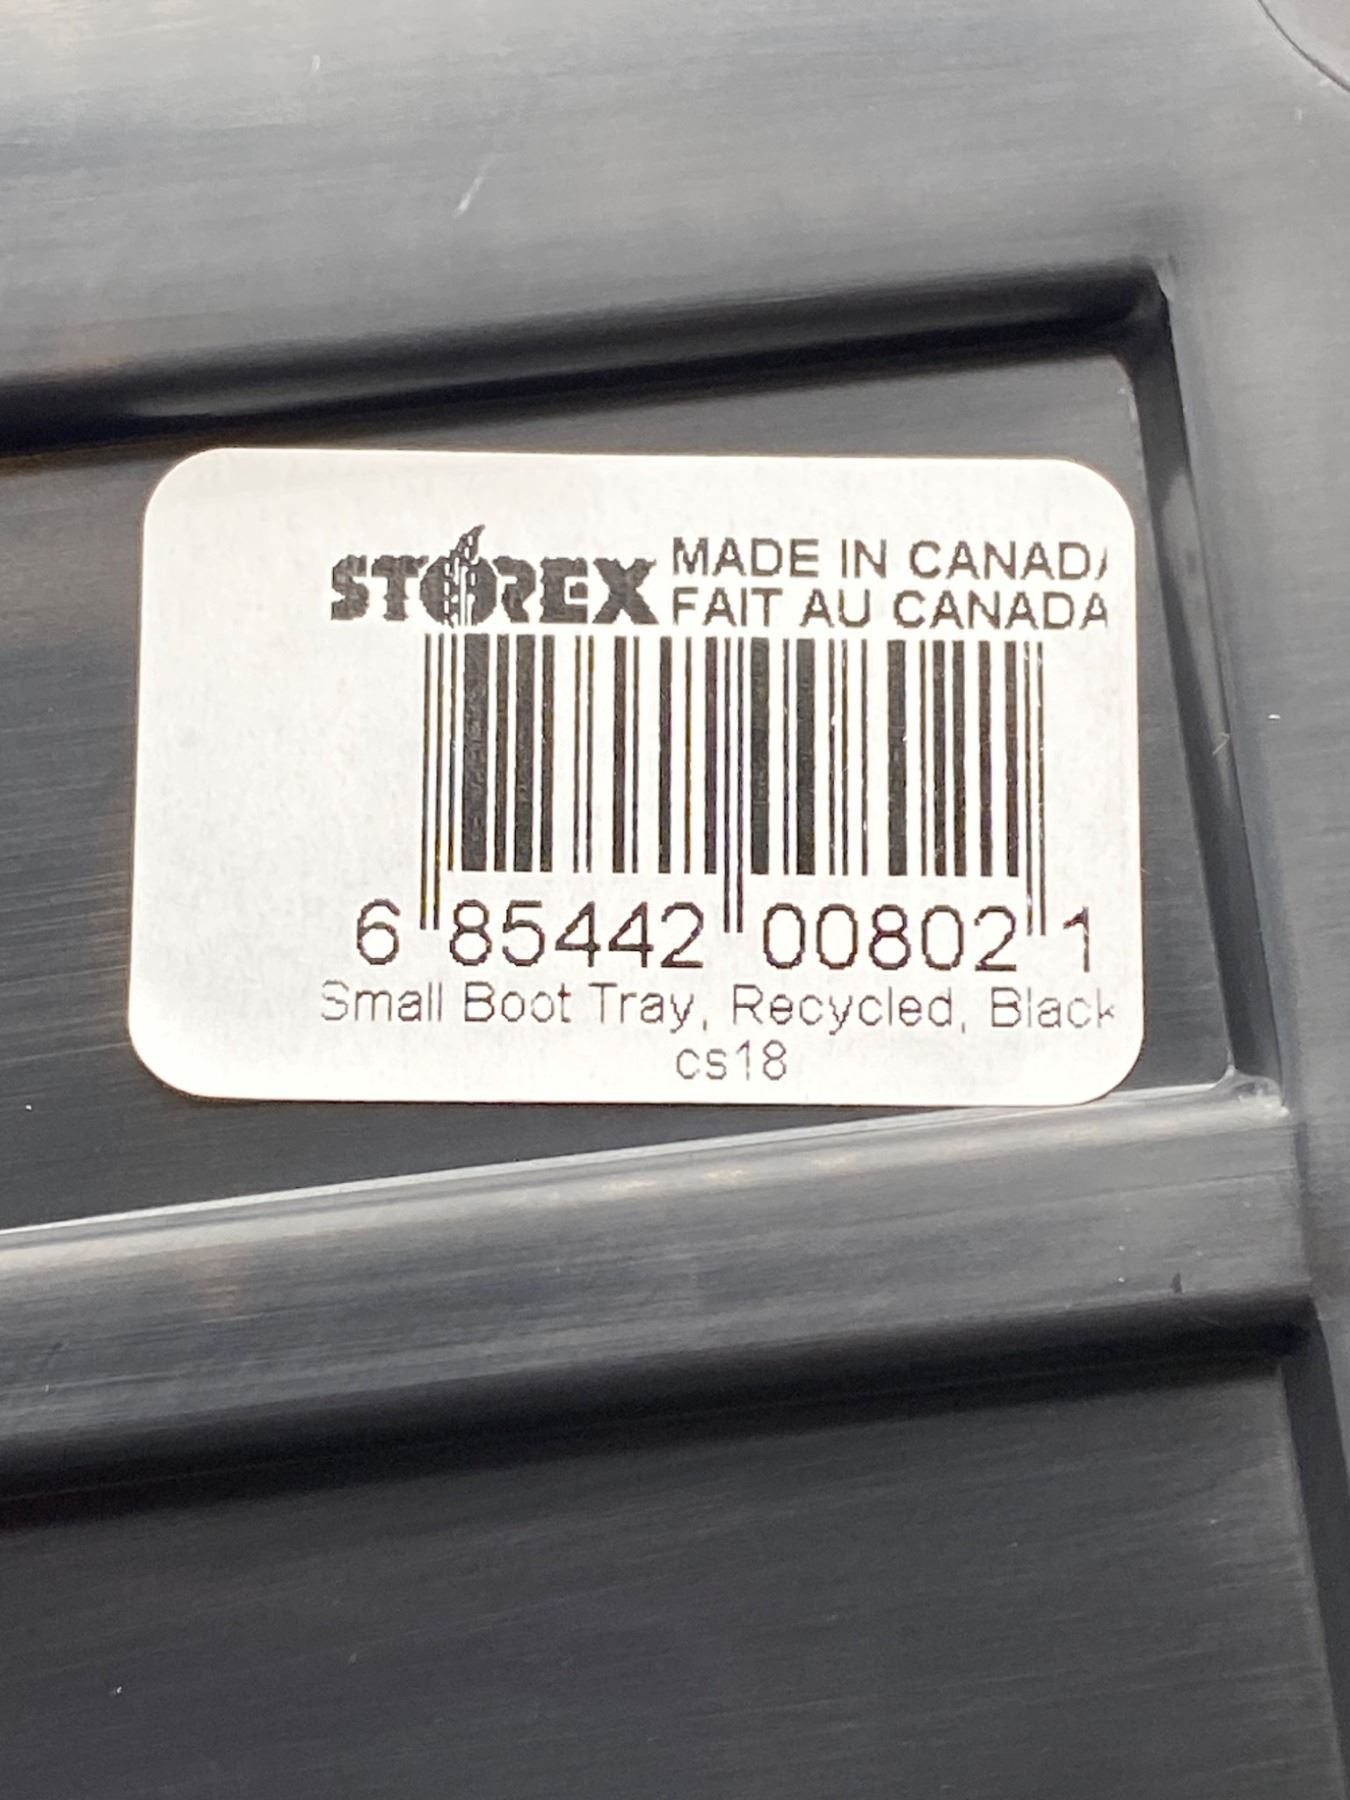 STOREX MADE IN CANADA
FAIT AU CANADA
6 85442 00802 1
Small Boot Tray, Recycled, Black
cs18